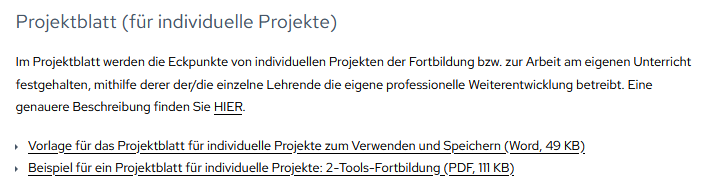 Projektblatt (für individuelle Projekte)
Im Projektblatt werden die Eckpunkte von individuellen Projekten der Fortbildung bzw. zur Arbeit am eigenen Unterricht
festgehalten, mithilfe derer der/die einzelne Lehrende die eigene professionelle Weiterentwicklung betreibt. Eine
genauere Beschreibung finden Sie HIER.
Vorlage für das Projektblatt für individuelle Projekte zum Verwenden und Speichern (Word, 49 KB)
Beispiel für ein Projektblatt für individuelle Projekte: 2-Tools-Fortbildung (PDF, 111 KB)